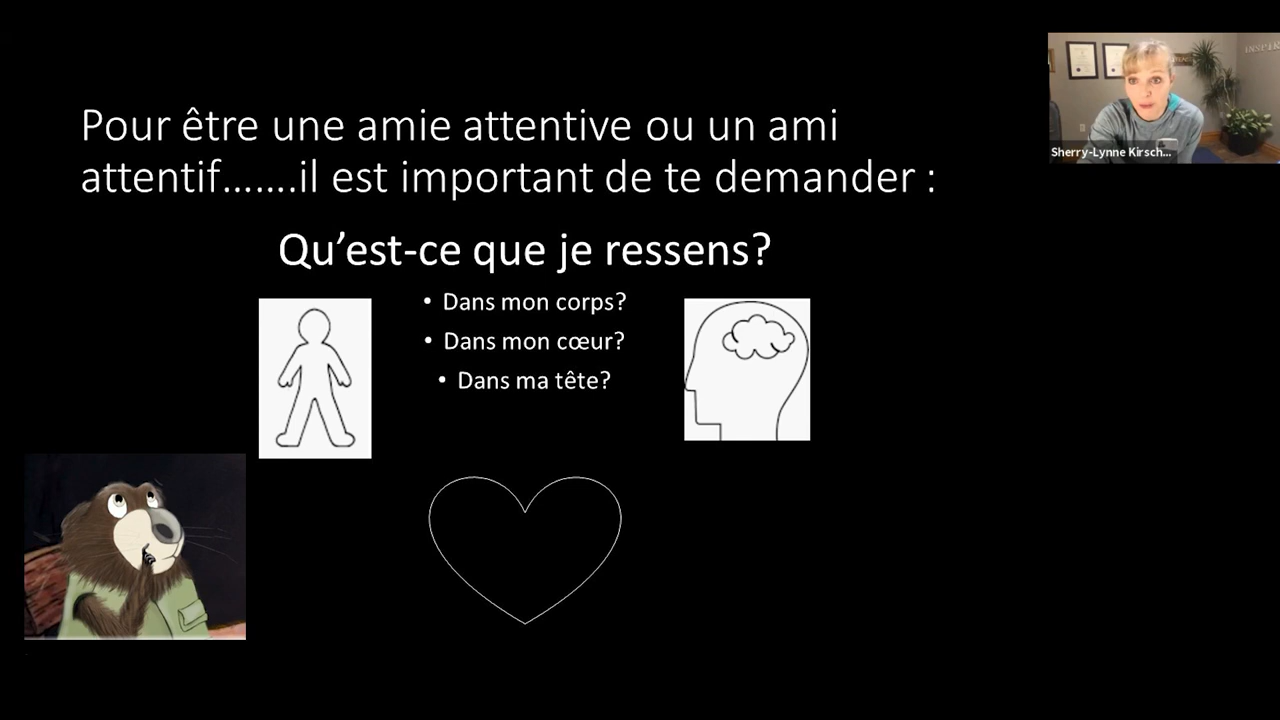 Pour être une amie attentive ou un ami
attentif…….il est important de te demander :
Qu’est-ce que je ressens?
• Dans mon corps?
• Dans mon cœur?
• Dans ma tête?
Sherry-Lynne Kirsch...